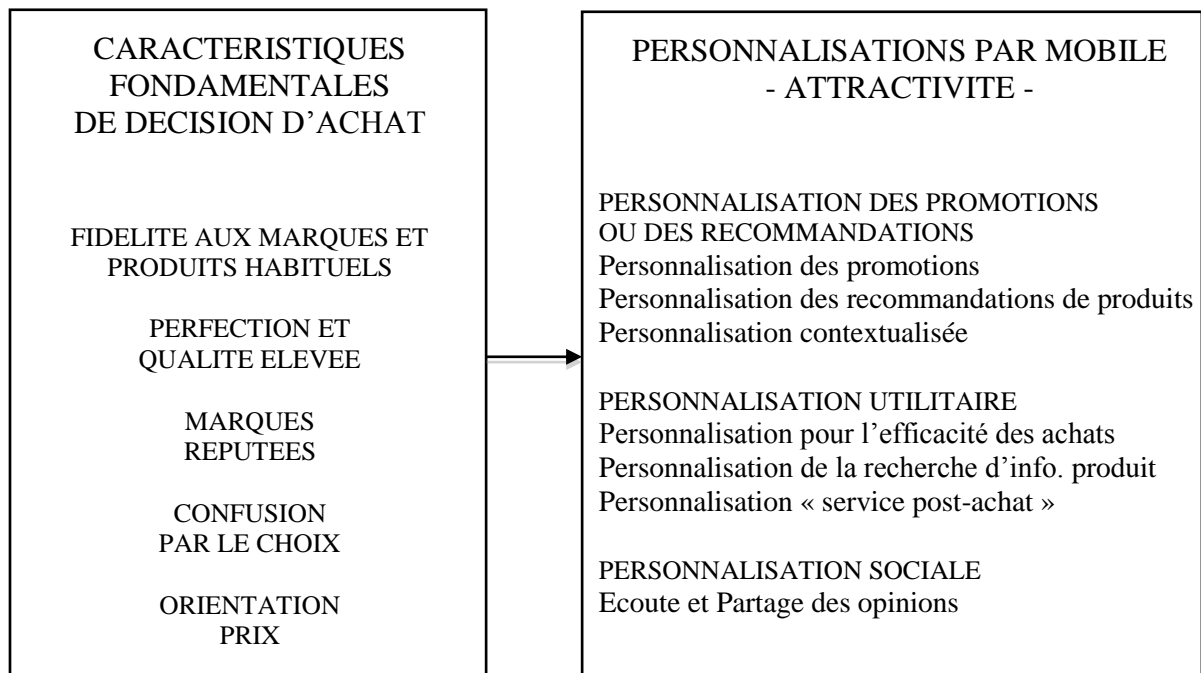 CARACTERISTIQUES
FONDAMENTALES
DE DECISION D’ACHAT
FIDELITE AUX MARQUES ET
PRODUITS HABITUELS
PERFECTION ET
QUALITE ELEVEE
MARQUES
REPUTEES
CONFUSION
PAR LE CHOIX
ORIENTATION
PRIX
PERSONNALISATIONS PAR MOBILE
- ATTRACTIVITE -
PERSONNALISATION DES PROMOTIONS
OU DES RECOMMANDATIONS
Personnalisation des promotions
Personnalisation des recommandations de produits
Personnalisation contextualisée
PERSONNALISATION UTILITAIRE
Personnalisation pour l’efficacité des achats
Personnalisation de la recherche d’info. produit
Personnalisation « service post-achat »
PERSONNALISATION SOCIALE
Ecoute et Partage des opinions